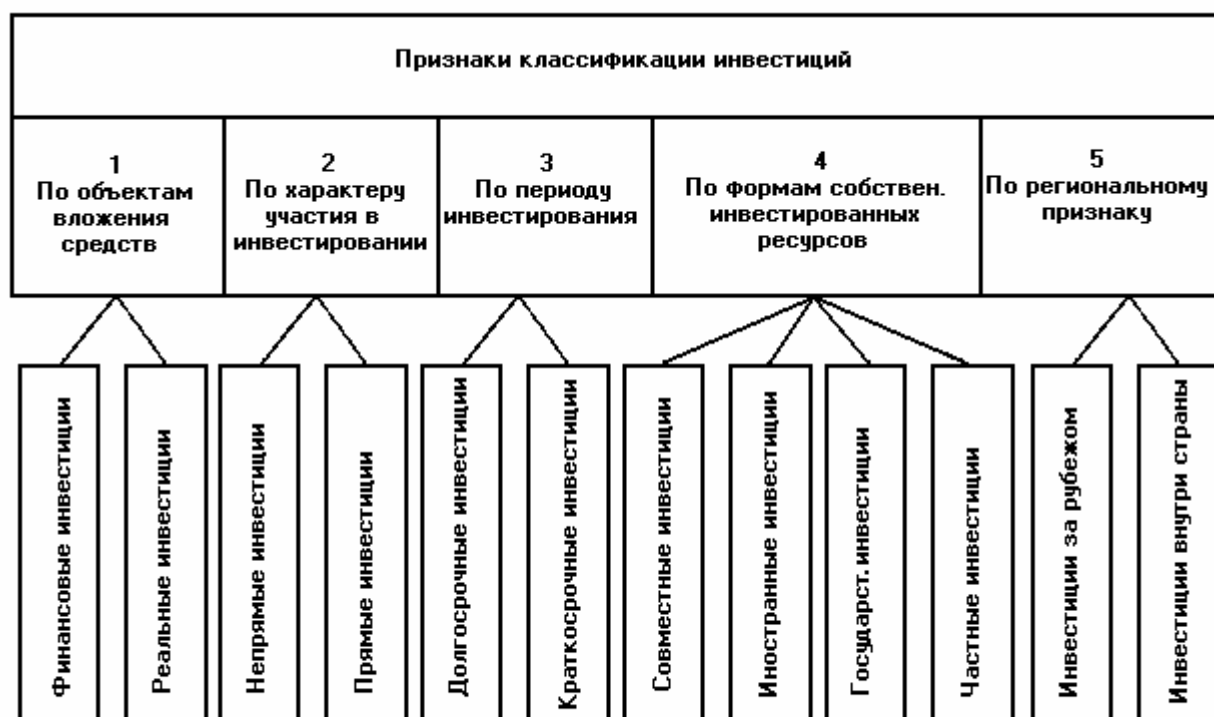 Признаки классификации инвестиций
1
По объектам
вложения
средств
2
По характеру
участия в
инвестировании
3
По периоду
инвестирования
4
По формам собствен.
инвестированных
ресурсов
5
По региональному
признаку
Финансовые инвестиции
Реальные инвестиции
Непрямые инвестиции
Прямые инвестиции
Долгосрочные инвестиции
Краткосрочные инвестиции
Совместные инвестиции
Иностранные инвестиции
Государст.инвестиции
Частные инвестиции
Инвестиции за рубежом
Инвестиции внутри страны